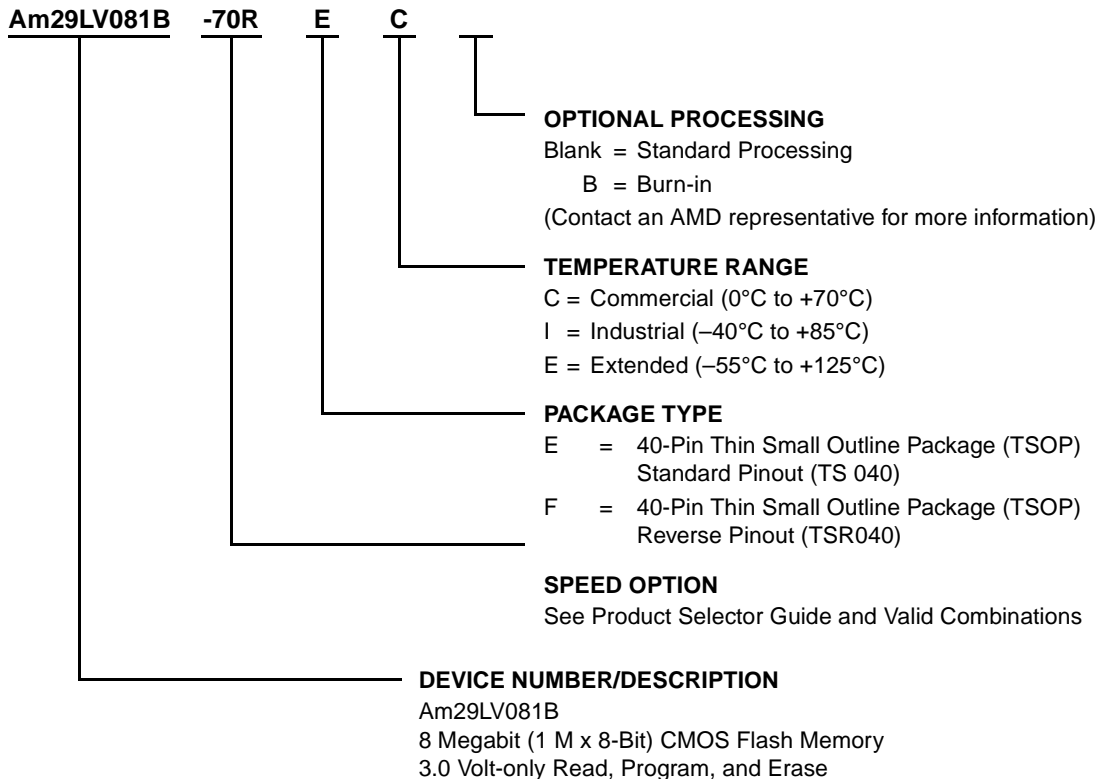 Am29LV081B -70R E C
OPTIONAL PROCESSING
Blank = Standard Processing
B = Burn-in
(Contact an AMD representative for more information)
TEMPERATURE RANGE
C = Commercial (0°C to +70°C)
I = Industrial (–40°C to +85°C)
E = Extended (–55°C to +125°C)
PACKAGE TYPE
E = 40-Pin Thin Small Outline Package (TSOP)
Standard Pinout (TS 040)
F = 40-Pin Thin Small Outline Package (TSOP)
Reverse Pinout (TSR040)
SPEED OPTION
See Product Selector Guide and Valid Combinations
DEVICE NUMBER/DESCRIPTION
Am29LV081B
8 Megabit (1 M x 8-Bit) CMOS Flash Memory
3.0 Volt-only Read, Program, and Erase